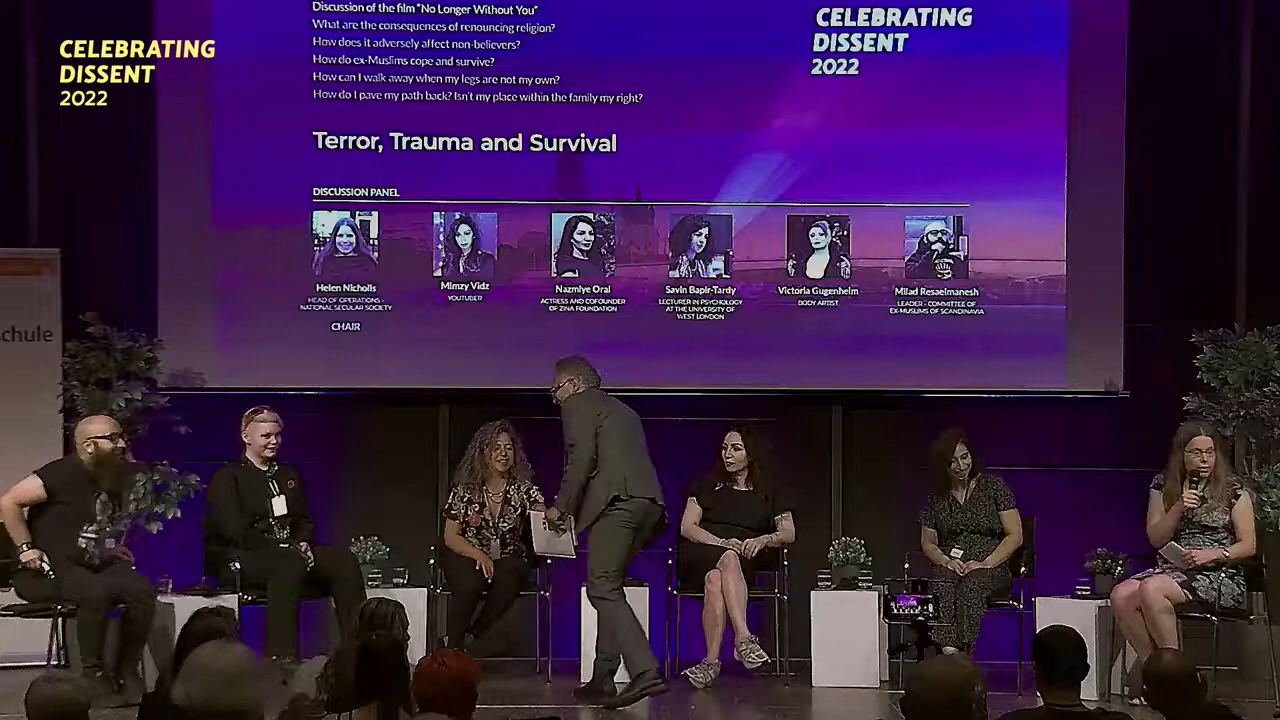 Discussion of the film "No Longer Without You"
What are the consequences of renouncing religion?
How does it adversely affect non-believers?
How do ex-Muslims cope and survive?
How can I walk away when my legs are not my own?
How do I pave my path back? Isn't my place within the family my right?
CELEBRATING
DISSENT
2022
CELEBRATING
DISSENT
2022
Terror, Trauma and Survival
DISCUSSION PANEL
Helen Nicholls
HEAD OF OPERATIONS -
NATIONAL SECULAR SOCIETY
CHAIR
Mimzy Vidz
YOUTUBER
Nazmiye Oral
ACTRESS AND COFOUNDER
OF ZINA FOUNDATION
Savin Bapir-Tardy
LECTURER IN PSYCHOLOGY
AT THE UNIVERSITY OF
WEST LONDON
Victoria Gugenheim
BODY ARTIST
Milad Resaeimanesh
LEADER - COMMITTEE OF
EX-MUSLIMS OF SCANDINAVIA
schule